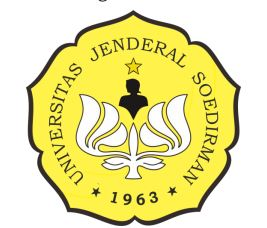 UNIVERSITAS JENDERAL SOEDIRMAN
★ 1963 ★